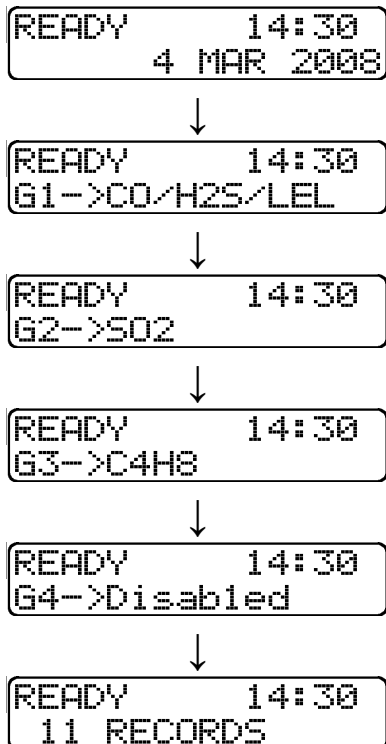 READY 14:30
4 MAR 2008
↓
READY 14:30
G1->CO/H2S/LEL
↓
READY 14:30
G2->SO2
↓
READY 14:30
G3->C4H8
↓
READY 14:30
G4->Disabled
↓
READY 14:30
11 RECORDS